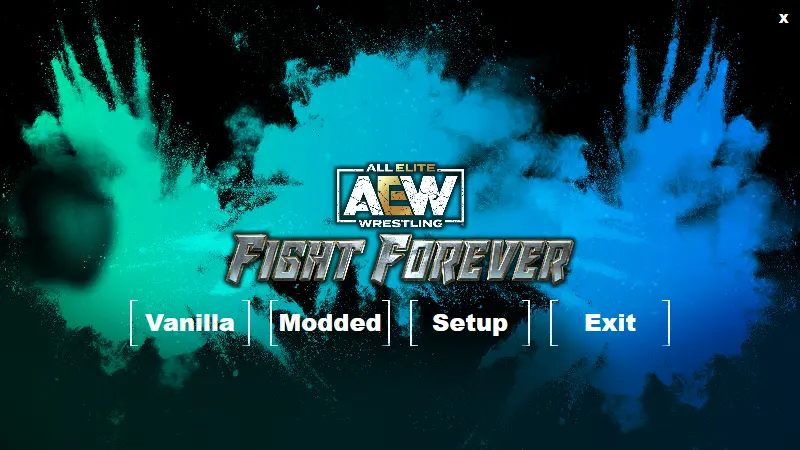 x
ALL ELITE
AEW
WRESTLING
FIGHT FOREVER
Vanilla Modded Setup Exit